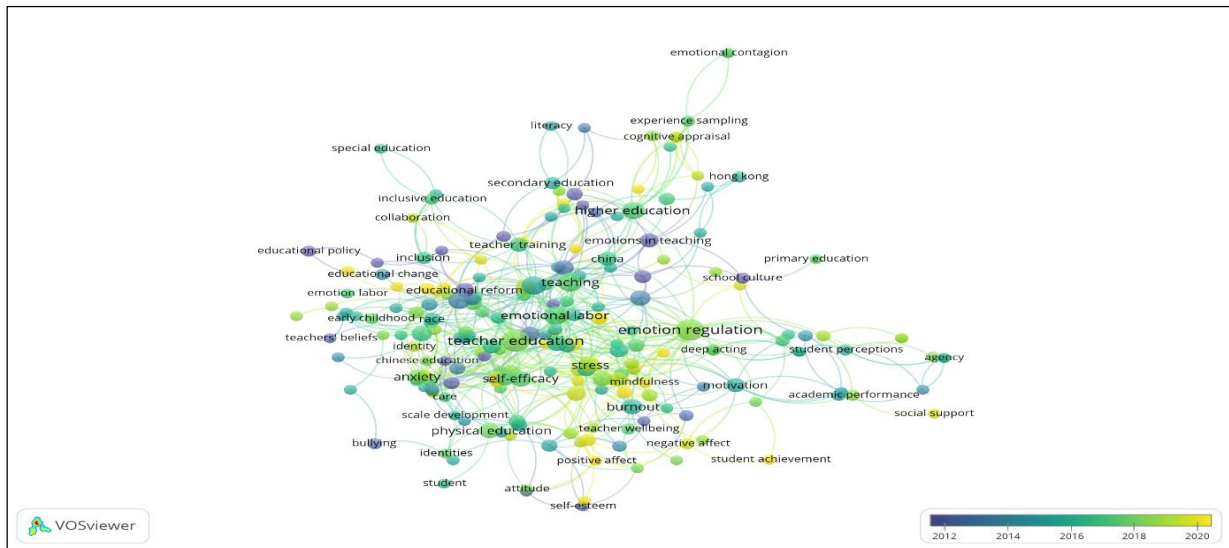 emotional contagion
experience sampling
literacy
cognitive appraisal
special education
secondary education
hong kong
inclusive education
higher education
collaboration
emotions in teaching
teacher training
educational policy
inclusion
china
primary education
educational change
school culture
teaching
emotion labor
educational reform
early childhood
race
emotional labor
emotion regulation
teachers' beliefs
teacher education
identity
deep acting
student perceptions
agency
chinese education
stress
anxiety
self-efficacy
mindfulness
motivation
care
academic performance
burnout
scale development
social support
physical education
teacher wellbeing
bullying
negative affect
identities
positive affect
student achievement
student
attitude
self-esteem
VOSviewer
2012 2014 2016 2018 2020